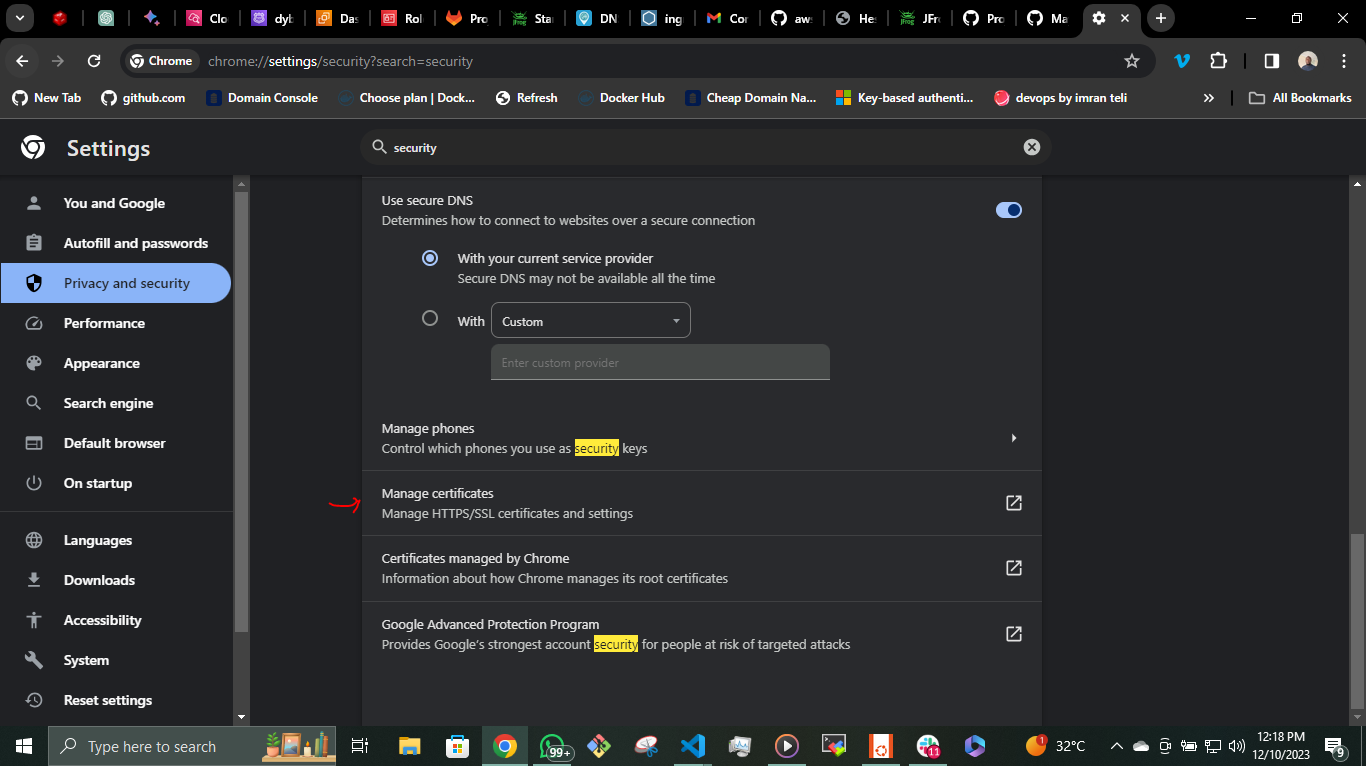 Clo
dyb
Das
Rol
Pro
Sta
DN
ing
Cor
aw
He
JFro
Pro
Ma
Chrome
chrome://settings/security?search=security
New Tab
github.com
Domain Console
Choose plan | Dock...
Refresh
Docker Hub
Cheap Domain Na...
Key-based authenti...
devops by imran teli
All Bookmarks
Settings
security
You and Google
Autofill and passwords
Privacy and security
Performance
Appearance
Search engine
Default browser
On startup
Languages
Downloads
Accessibility
System
Reset settings
Use secure DNS
Determines how to connect to websites over a secure connection
With your current service provider
Secure DNS may not be available all the time
With Custom
Enter custom provider
Manage phones
Control which phones you use as security keys
Manage certificates
Manage HTTPS/SSL certificates and settings
Certificates managed by Chrome
Information about how Chrome manages its root certificates
Google Advanced Protection Program
Provides Google's strongest account security for people at risk of targeted attacks
Type here to search
99+
11
1
32°C
12:18 PM
12/10/2023
9